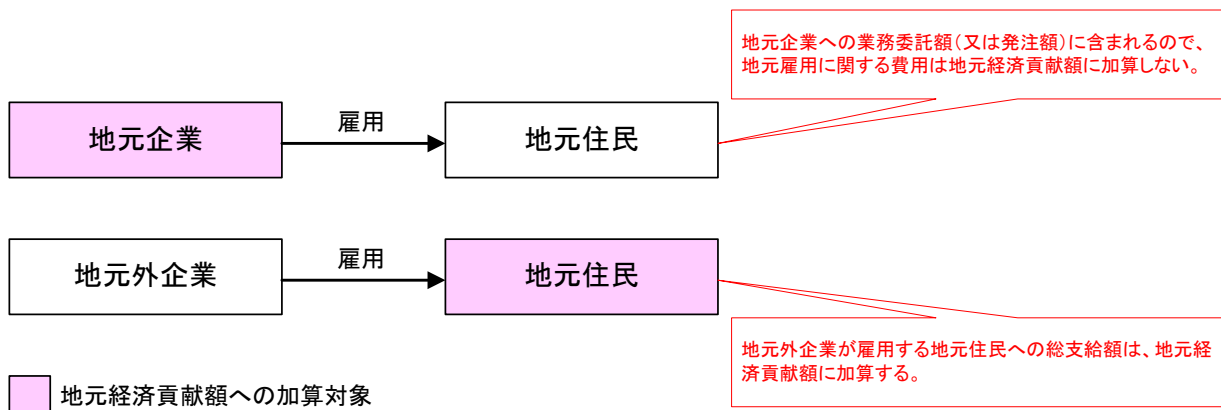 地元企業への業務委託額(又は発注額)に含まれるので、
地元雇用に関する費用は地元経済貢献額に加算しない。
地元企業
雇用
地元住民
地元外企業
雇用
地元住民
地元外企業が雇用する地元住民への総支給額は、地元経
済貢献額に加算する。
地元経済貢献額への加算対象